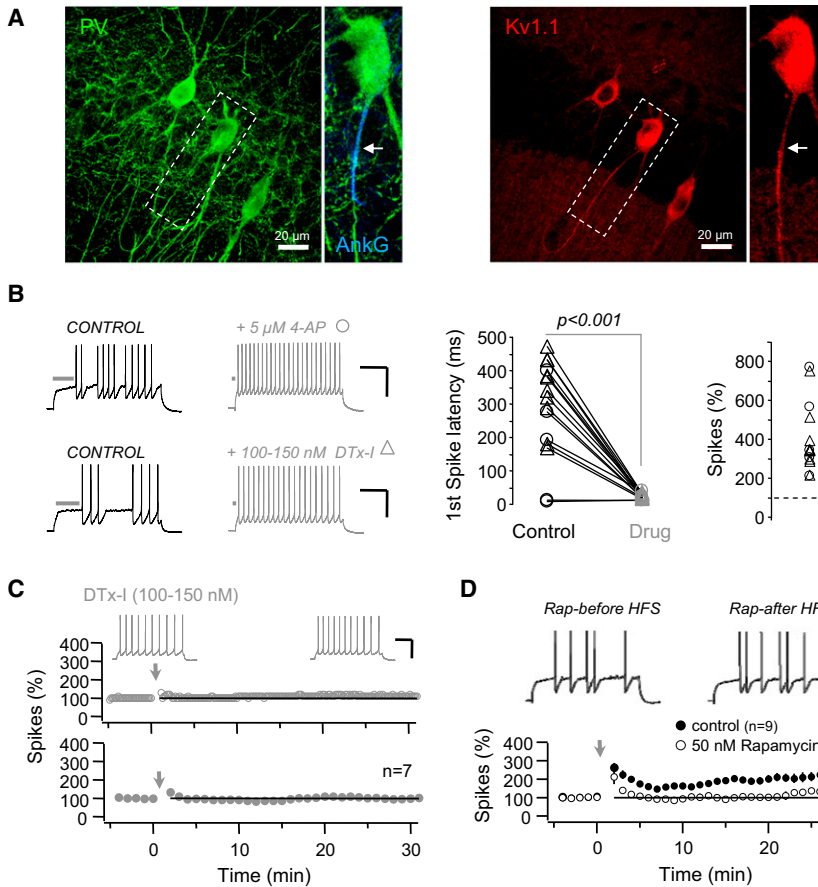 A
PV
20 µm
AnkG
Kv1.1
20 µm
B
CONTROL
+ 5 µM 4-AP
CONTROL
+ 100-150 nM DTx-I
p<0.001
1st Spike latency (ms)
500
400
300
200
100
0
Control
Drug
Spikes (%)
800
600
400
200
0
C
DTx-I (100-150 nM)
Spikes (%)
400
300
200
100
0
400
300
200
100
0
n=7
0
10
20
30
Time (min)
D
Rap-before HFS
Rap-after HF
control (n=9)
50 nM Rapamycin
Spikes (%)
400
300
200
100
0
0
10
20
Time (min)